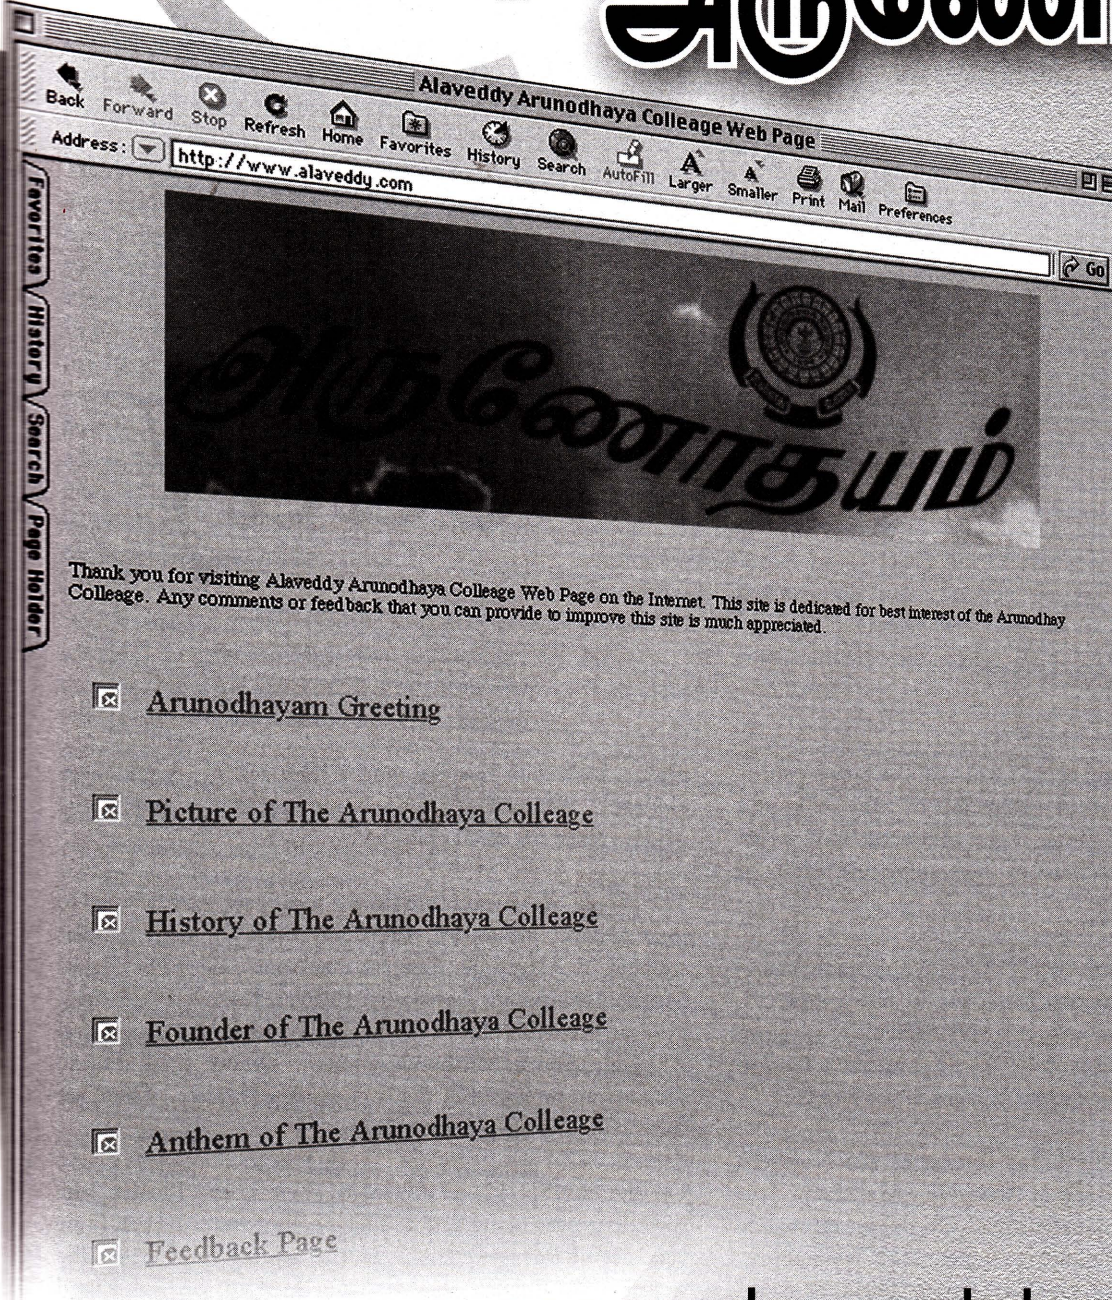 Alaveddy Arunodhaya Colleage Web Page
Back Forward Stop Refresh Home Favorites History Search AutoFill Larger Smaller Print Mail Preferences
Address: http://www.alaveddy.com Go
Favorites
History
Search
Page Holder
அருணோதயம்
Thank you for visiting Alaveddy Arunodhaya Colleage Web Page on the Internet. This site is dedicated for best interest of the Arunodhay
Colleage. Any comments or feedback that you can provide to improve this site is much appreciated.
Arunodhayam Greeting
Picture of The Arunodhaya Colleage
History of The Arunodhaya Colleage
Founder of The Arunodhaya Colleage
Anthem of The Arunodhaya Colleage
Feedback Page